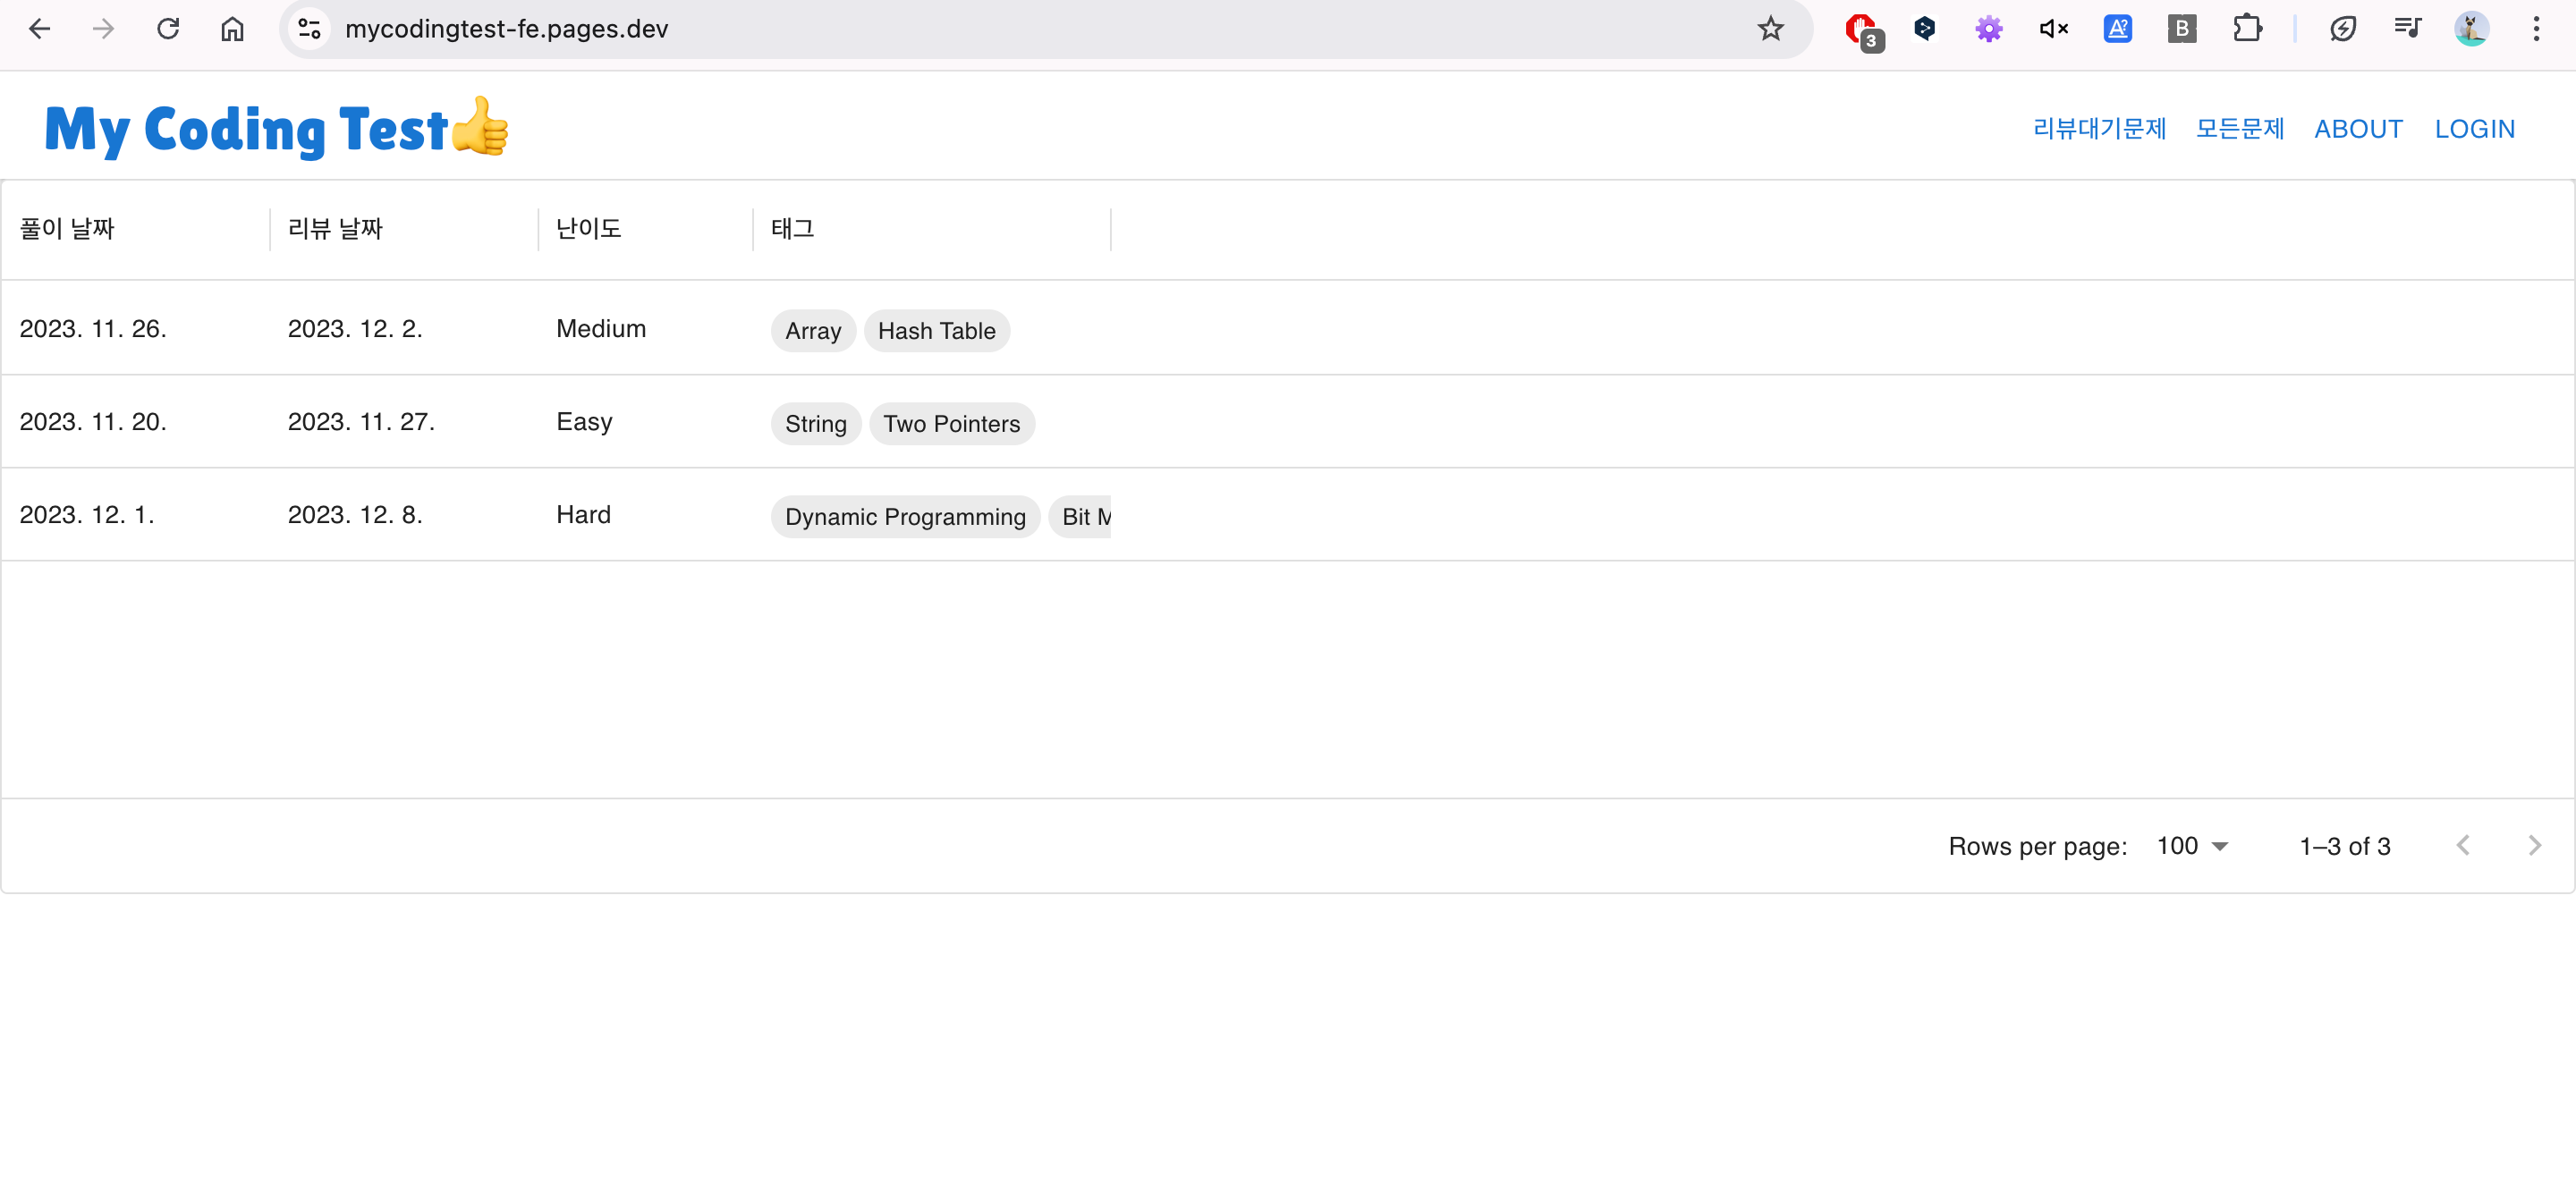 mycodingtest-fe.pages.dev
3
B
My Coding Test👍
리뷰대기문제 모든문제 ABOUT LOGIN
풀이 날짜 리뷰 날짜 난이도 태그
2023. 11. 26. 2023. 12. 2. Medium Array Hash Table
2023. 11. 20. 2023. 11. 27. Easy String Two Pointers
2023. 12. 1. 2023. 12. 8. Hard Dynamic Programming Bit
Rows per page: 100 1–3 of 3